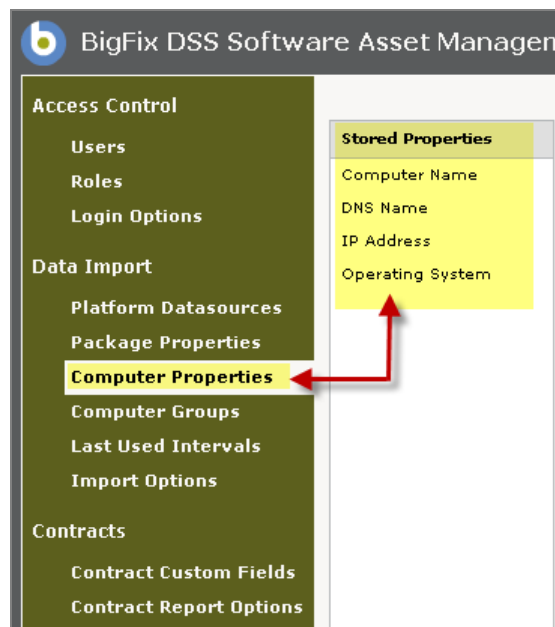 BigFix DSS Software Asset Managem
Access Control
Users
Roles
Login Options
Data Import
Platform Datasources
Package Properties
Computer Properties
Computer Groups
Last Used Intervals
Import Options
Contracts
Contract Custom Fields
Contract Report Options
Stored Properties
Computer Name
DNS Name
IP Address
Operating System